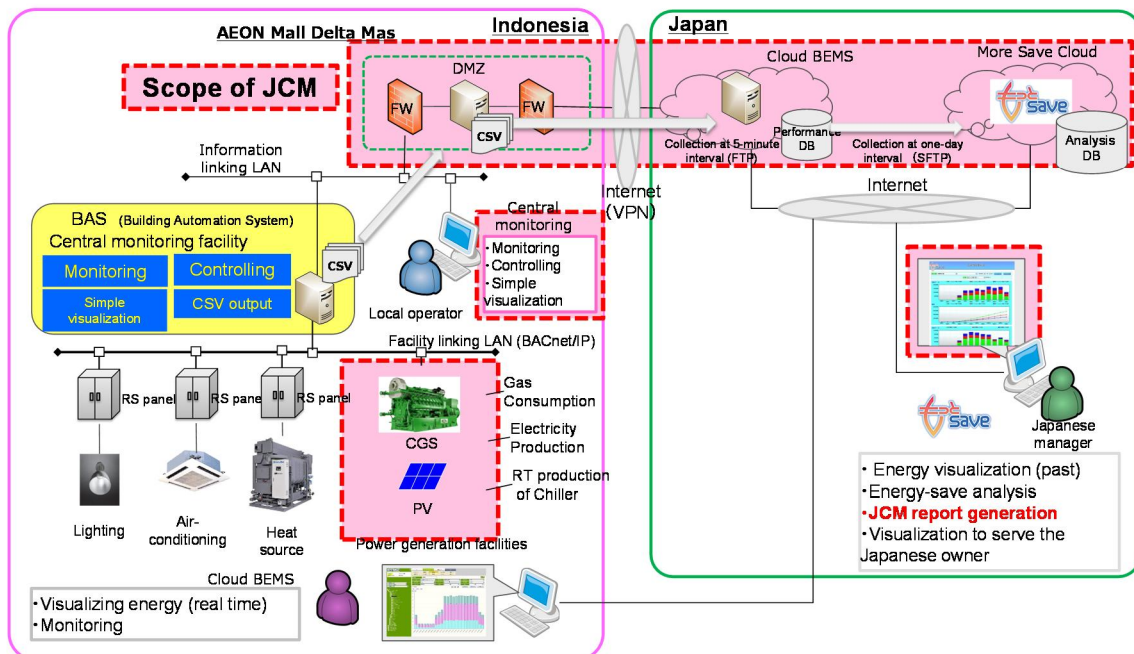 Indonesia
Japan
AEON Mall Delta Mas
Scope of JCM
DMZ
FW
FW
CSV
Cloud BEMS
More Save Cloud
save
Performance
DB
Analysis
DB
Collection at 5-minute
interval (FTP)
Collection at one-day
interval (SFTP)
Information
linking LAN
Internet
(VPN)
Internet
BAS (Building Automation System)
Central monitoring facility
Monitoring
Controlling
Simple
visualization
CSV output
CSV
Local operator
Central
monitoring
・Monitoring
・Controlling
・Simple
visualization
Facility linking LAN (BACnet/IP)
RS panel
RS panel
RS panel
Lighting
Air-
conditioning
Heat
source
CGS
PV
Gas
Consumption
Electricity
Production
RT production
of Chiller
Power generation facilities
save
Japanese
manager
・Energy visualization (past)
・Energy-save analysis
・JCM report generation
・Visualization to serve the
Japanese owner
Cloud BEMS
・Visualizing energy (real time)
・Monitoring